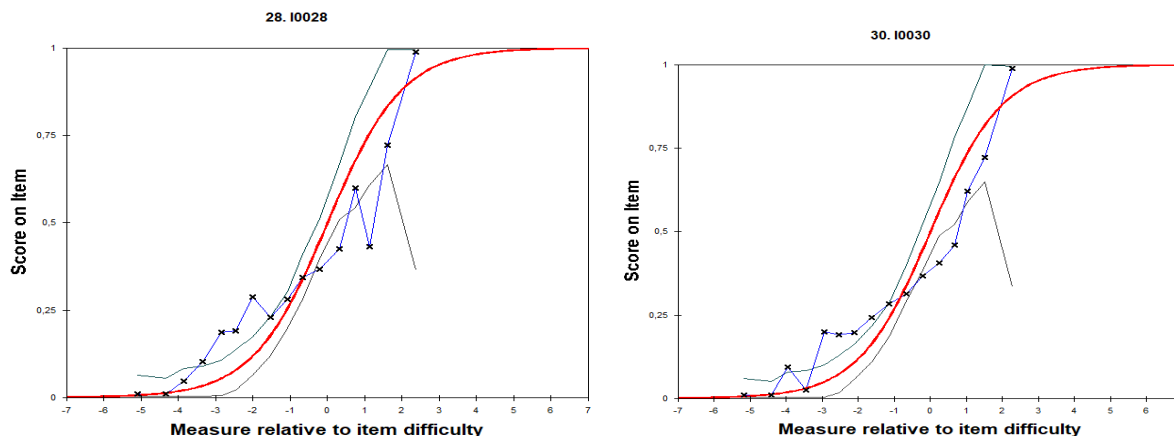 28. I0028
1
0,75
0,5
0,25
0
Score on Item
-7 -6 -5 -4 -3 -2 -1 0 1 2 3 4 5 6 7
Measure relative to item difficulty
30. I0030
1
0,75
0,5
0,25
0
Score on Item
-7 -6 -5 -4 -3 -2 -1 0 1 2 3 4 5 6
Measure relative to item difficulty